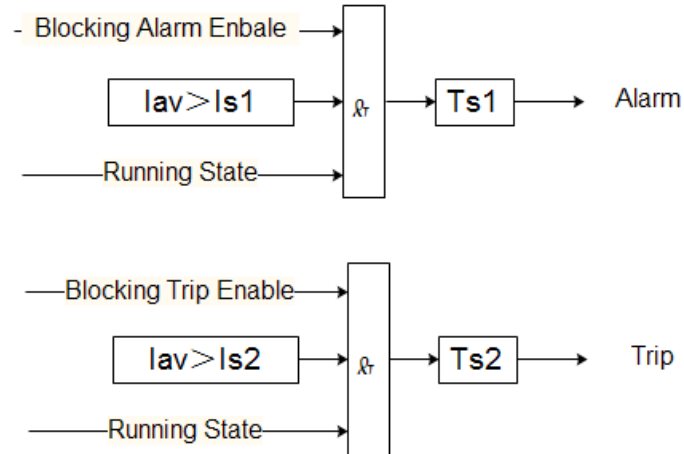 Blocking Alarm Enbale
Iav＞Is1
&
Ts1
Alarm
Running State
Blocking Trip Enable
Iav＞Is2
&
Ts2
Trip
Running State